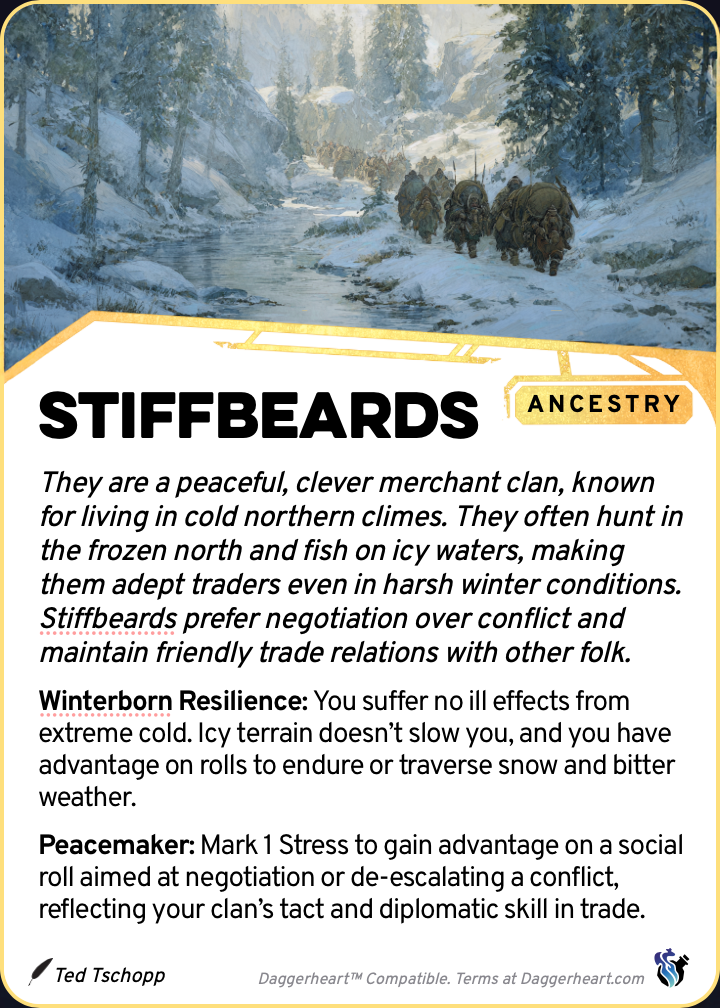 STIFFBEARDS
ANCESTRY
They are a peaceful, clever merchant clan, known
for living in cold northern climes. They often hunt in
the frozen north and fish on icy waters, making
them adept traders even in harsh winter conditions.
Stiffbeards prefer negotiation over conflict and
maintain friendly trade relations with other folk.
Winterborn Resilience: You suffer no ill effects from
extreme cold. Icy terrain doesn’t slow you, and you have
advantage on rolls to endure or traverse snow and bitter
weather.
Peacemaker: Mark 1 Stress to gain advantage on a social
roll aimed at negotiation or de-escalating a conflict,
reflecting your clan’s tact and diplomatic skill in trade.
Ted Tschopp
Daggerheart™ Compatible. Terms at Daggerheart.com